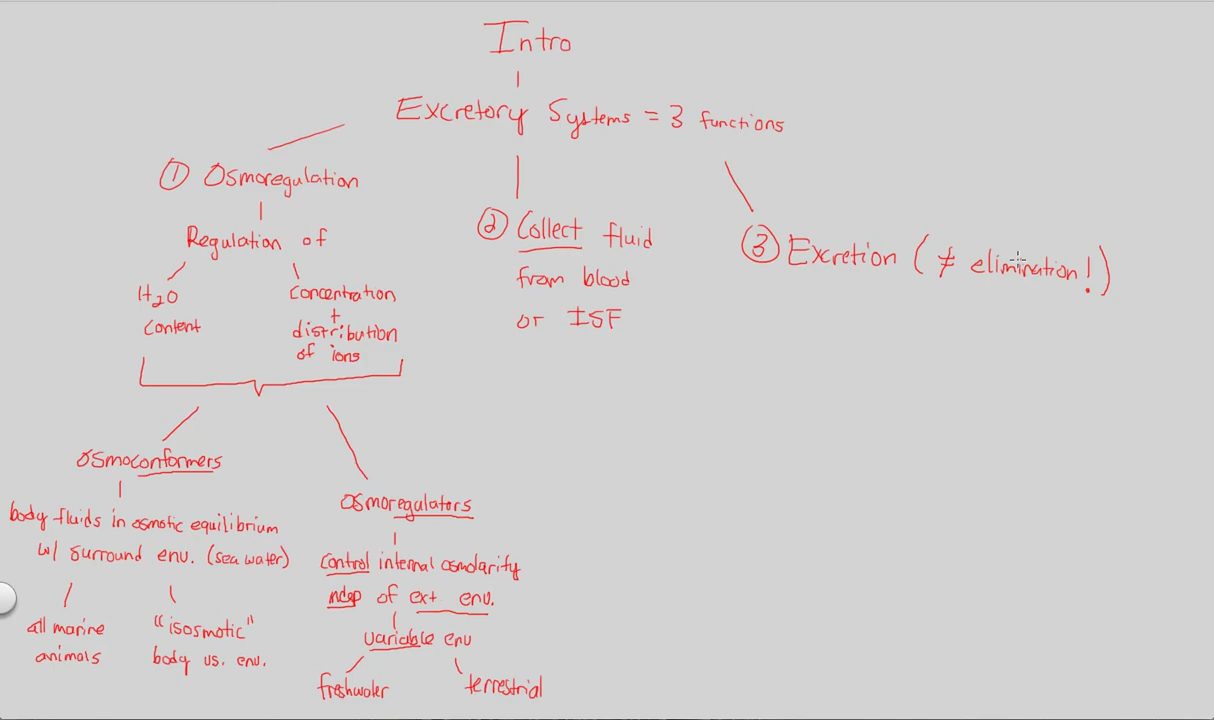 Intro
Excretory Systems = 3 functions
① Osmoregulation
Regulation of
H2O
content
Concentration
+
distribution
of ions
Osmoconformers
body fluids in osmotic equilibrium
w/ surround env. (sea water)
all marine
animals
"isosmotic"
body vs. env.
Osmoregulators
control internal osmolarity
indep of ext. env.
variable env
freshwater
terrestrial
② Collect fluid
from blood
or ISF
③ Excretion ( ≠ elimination! )